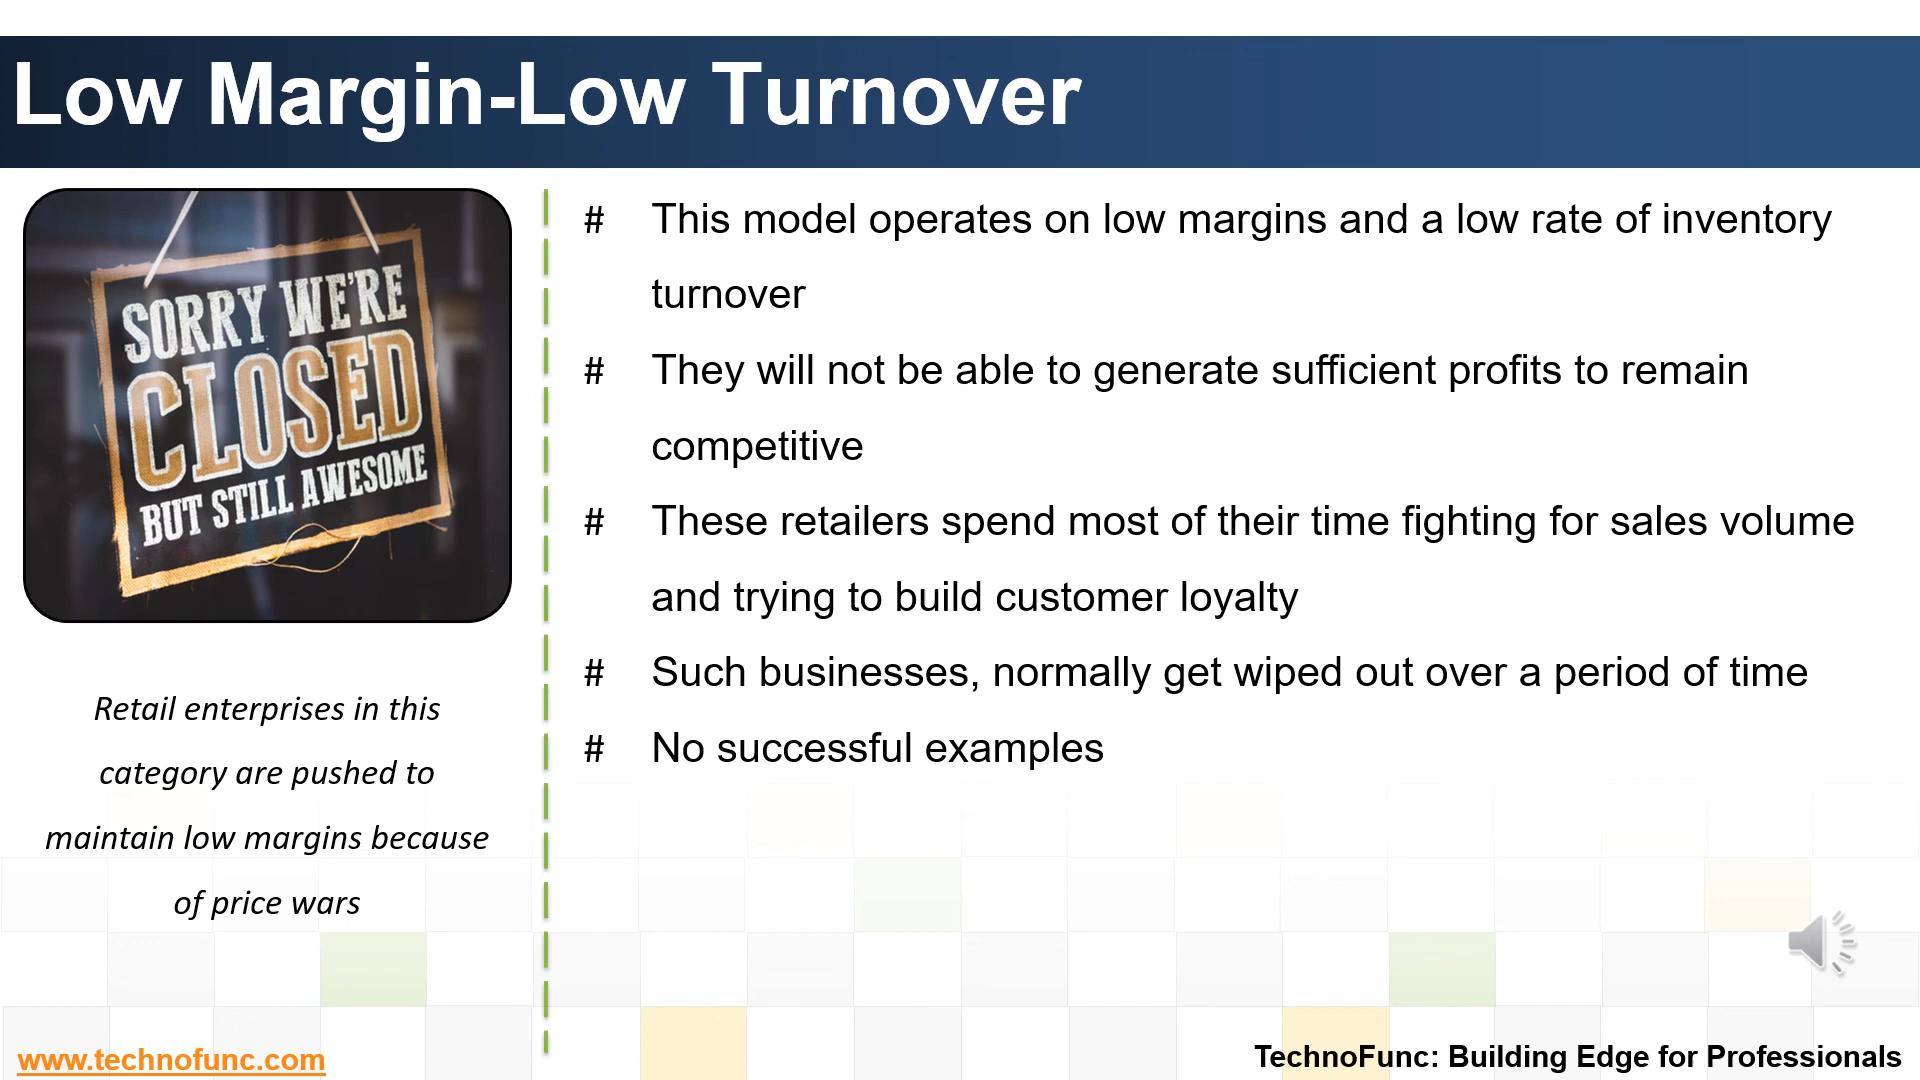 Low Margin-Low Turnover
SORRY WE'RE
CLOSED
BUT STILL AWESOME
Retail enterprises in this
category are pushed to
maintain low margins because
of price wars
# This model operates on low margins and a low rate of inventory
turnover
# They will not be able to generate sufficient profits to remain
competitive
# These retailers spend most of their time fighting for sales volume
and trying to build customer loyalty
# Such businesses, normally get wiped out over a period of time
# No successful examples
www.technofunc.com
TechnoFunc: Building Edge for Professionals